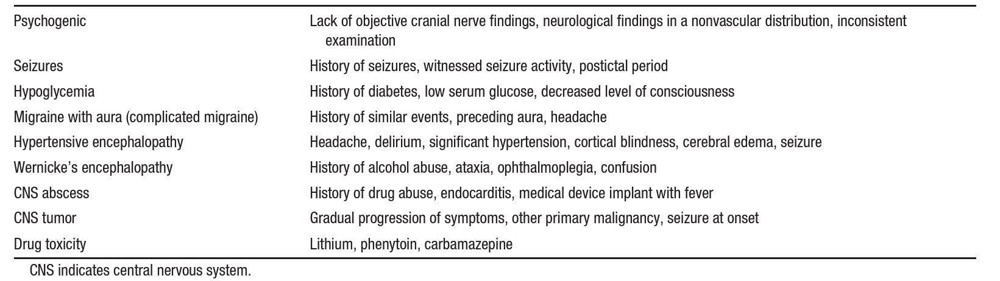 Psychogenic Lack of objective cranial nerve findings, neurological findings in a nonvascular distribution, inconsistent
examination
Seizures History of seizures, witnessed seizure activity, postictal period
Hypoglycemia History of diabetes, low serum glucose, decreased level of consciousness
Migraine with aura (complicated migraine) History of similar events, preceding aura, headache
Hypertensive encephalopathy Headache, delirium, significant hypertension, cortical blindness, cerebral edema, seizure
Wernicke’s encephalopathy History of alcohol abuse, ataxia, ophthalmoplegia, confusion
CNS abscess History of drug abuse, endocarditis, medical device implant with fever
CNS tumor Gradual progression of symptoms, other primary malignancy, seizure at onset
Drug toxicity Lithium, phenytoin, carbamazepine
CNS indicates central nervous system.